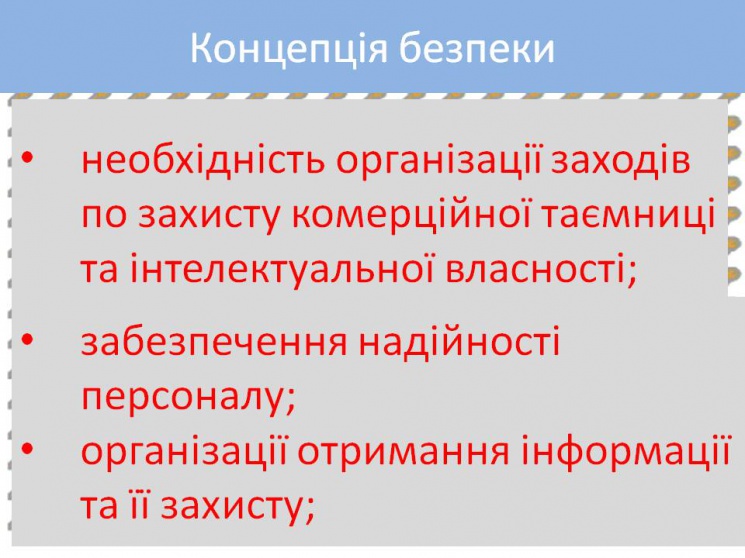 Концепція безпеки
• необхідність організації заходів
по захисту комерційної таємниці
та інтелектуальної власності;
• забезпечення надійності
персоналу;
• організації отримання інформації
та її захисту;